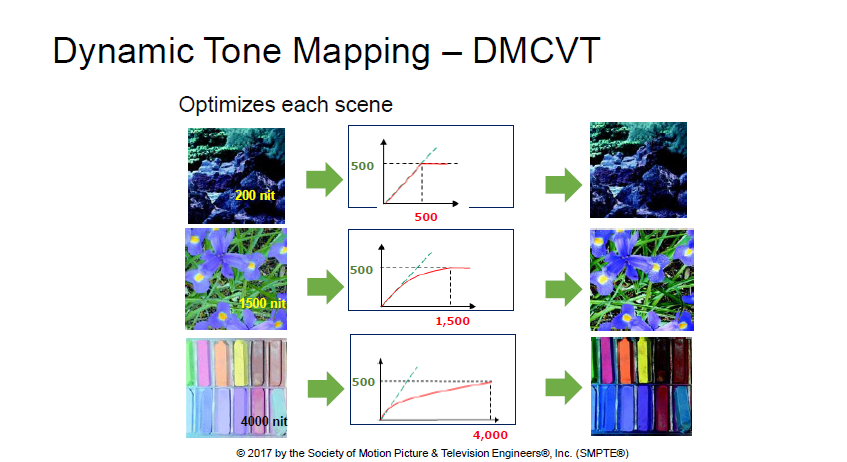 Dynamic Tone Mapping – DMCVT
Optimizes each scene
200 nit
500
500
1500 nit
500
1,500
4000 nit
500
4,000
© 2017 by the Society of Motion Picture & Television Engineers®, Inc. (SMPTE®)